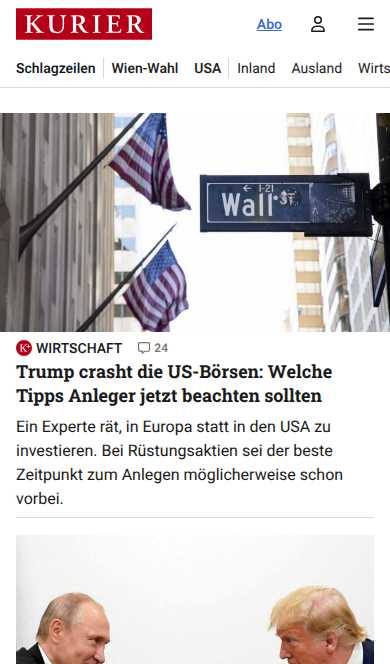 KURIER
Abo
Schlagzeilen Wien-Wahl USA Inland Ausland Wirts
← 1-21
Wall ST
K+ WIRTSCHAFT 24
Trump crasht die US-Börsen: Welche
Tipps Anleger jetzt beachten sollten
Ein Experte rät, in Europa statt in den USA zu
investieren. Bei Rüstungsaktien sei der beste
Zeitpunkt zum Anlegen möglicherweise schon
vorbei.